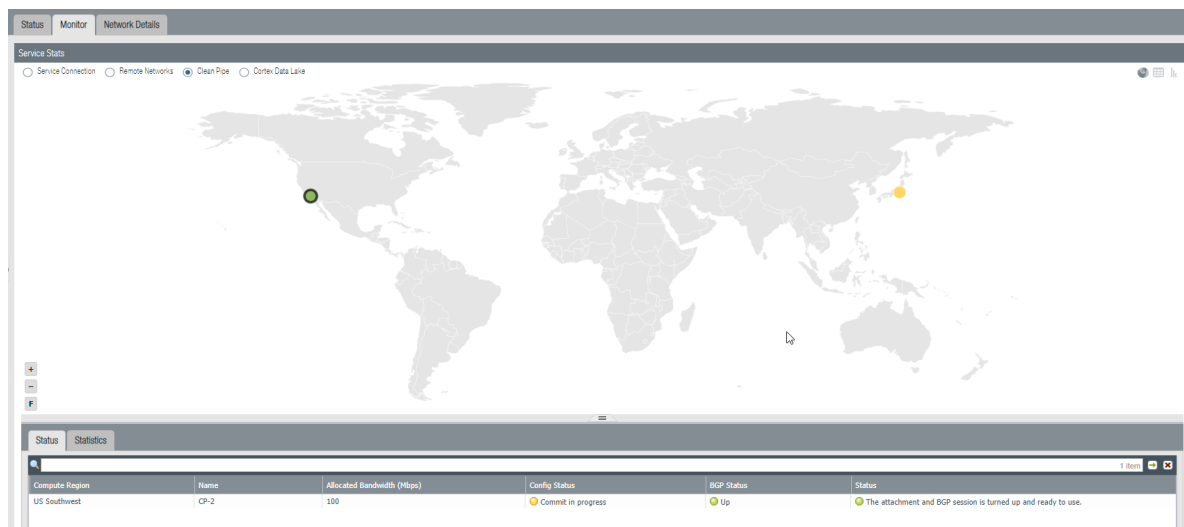 Status Monitor Network Details
Service Stats
Service Connection Remote Networks Clean Pipe Cortex Data Lake
+
−
F
Status Statistics
1 item
Compute Region Name Allocated Bandwidth (Mbps) Config Status BGP Status Status
US Southwest CP-2 100 Commit in progress Up The attachment and BGP session is turned up and ready to use.